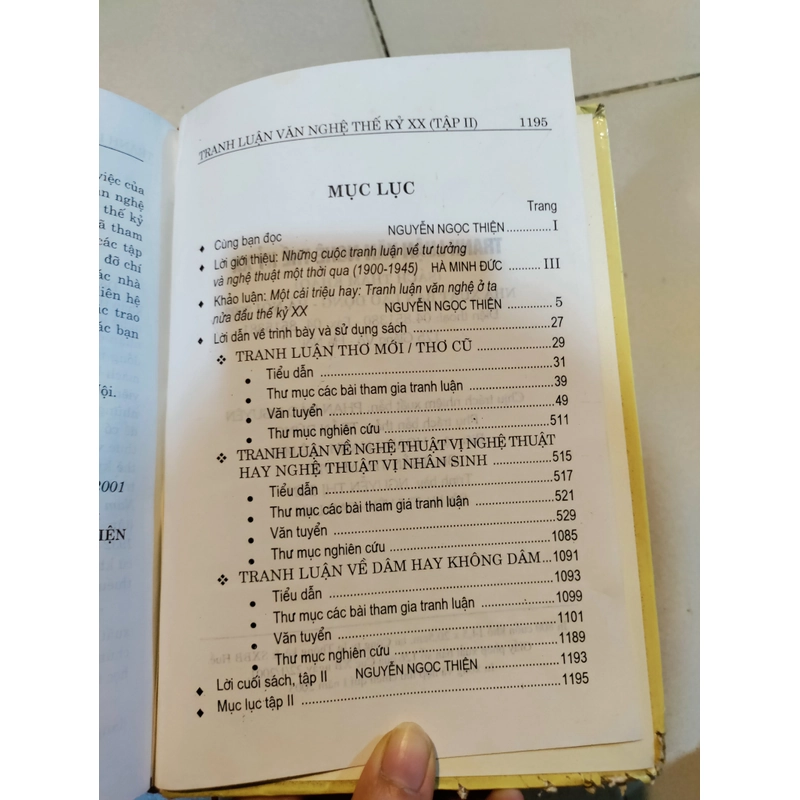 việc của
n nghệ
thế kỷ
ã tham
các tập
đỡ chí
ác nhà
iên hệ
ục trao
ác bạn
Nội.
2001
IỆN
TRANH LUẬN VĂN NGHỆ THẾ KỶ XX (TẬP II) 1195
MỤC LỤC
Trang
♦ Cùng bạn đọc NGUYỄN NGỌC THIỆN ............ I
♦ Lời giới thiệu: Những cuộc tranh luận về tư tưởng
và nghệ thuật một thời qua (1900-1945) HÀ MINH ĐỨC .......... III
♦ Khảo luận: Một cái triệu hay: Tranh luận văn nghệ ở ta
nửa đầu thế kỷ XX NGUYỄN NGỌC THIỆN ............ 5
♦ Lời dẫn về trình bày và sử dụng sách ............ 27
❖ TRANH LUẬN THƠ MỚI / THƠ CŨ ............ 29
• Tiểu dẫn ............ 31
• Thư mục các bài tham gia tranh luận ............ 39
• Văn tuyển ............ 49
• Thư mục nghiên cứu ............ 511
❖ TRANH LUẬN VỀ NGHỆ THUẬT VỊ NGHỆ THUẬT
HAY NGHỆ THUẬT VỊ NHÂN SINH ............ 515
• Tiểu dẫn ............ 517
• Thư mục các bài tham gia tranh luận ............ 521
• Văn tuyển ............ 529
• Thư mục nghiên cứu ............ 1085
❖ TRANH LUẬN VỀ DÂM HAY KHÔNG DÂM ... 1091
• Tiểu dẫn ............ 1093
• Thư mục các bài tham gia tranh luận ............ 1099
• Văn tuyển ............ 1101
• Thư mục nghiên cứu ............ 1189
♦ Lời cuối sách, tập II NGUYỄN NGỌC THIỆN ............ 1193
♦ Mục lục tập II ............ 1195